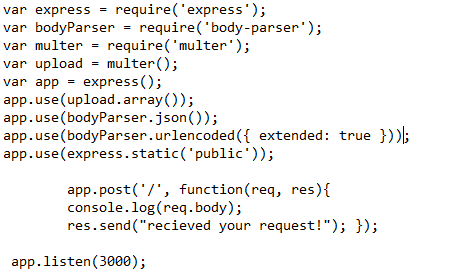 var express = require('express');
var bodyParser = require('body-parser');
var multer = require('multer');
var upload = multer();
var app = express();
app.use(upload.array());
app.use(bodyParser.json());
app.use(bodyParser.urlencoded({ extended: true }));
app.use(express.static('public'));
app.post('/', function(req, res){
console.log(req.body);
res.send("recieved your request!"); });
app.listen(3000);